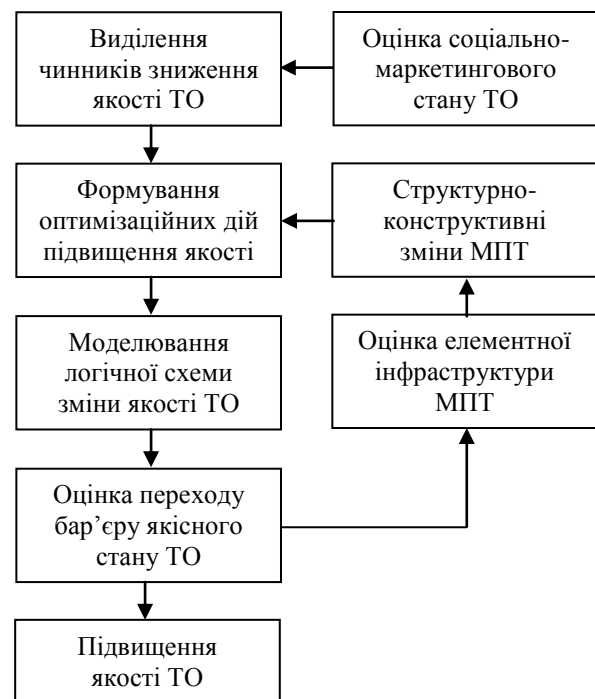 Виділення
чинників зниження
якості ТО
Оцінка соціально-
маркетингового
стану ТО
Формування
оптимізаційних дій
підвищення якості
Структурно-
конструктивні
зміни МПТ
Моделювання
логічної схеми
зміни якості ТО
Оцінка елементної
інфраструктури
МПТ
Оцінка переходу
бар’єру якісного
стану ТО
Підвищення
якості ТО